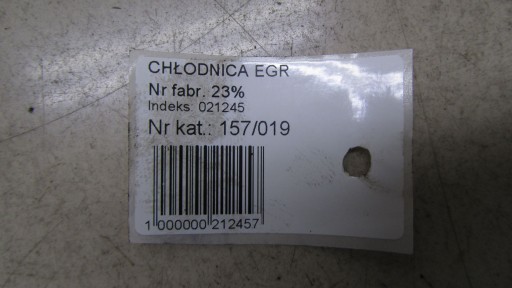 CHŁODNICA EGR
Nr fabr. 23%
Indeks: 021245
Nr kat.: 157/019
1 000000 212457